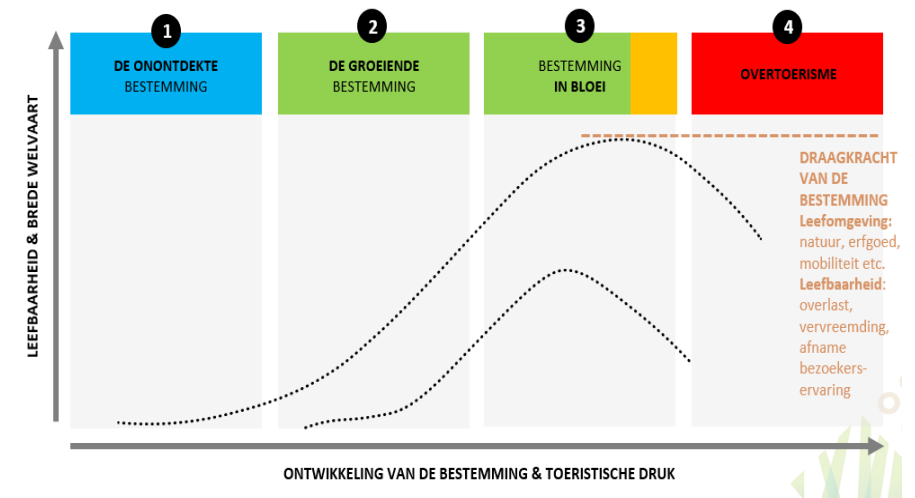 1
2
3
4
DE ONONTDEKTE
BESTEMMING
DE GROEIENDE
BESTEMMING
BESTEMMING
IN BLOEI
OVERTOERISME
LEEFBAARHEID & BREDE WELVAART
DRAAGKRACHT
VAN DE
BESTEMMING
Leefomgeving:
natuur, erfgoed,
mobiliteit etc.
Leefbaarheid:
overlast,
vervreemding,
afname
bezoekers-
ervaring
ONTWIKKELING VAN DE BESTEMMING & TOERISTISCHE DRUK